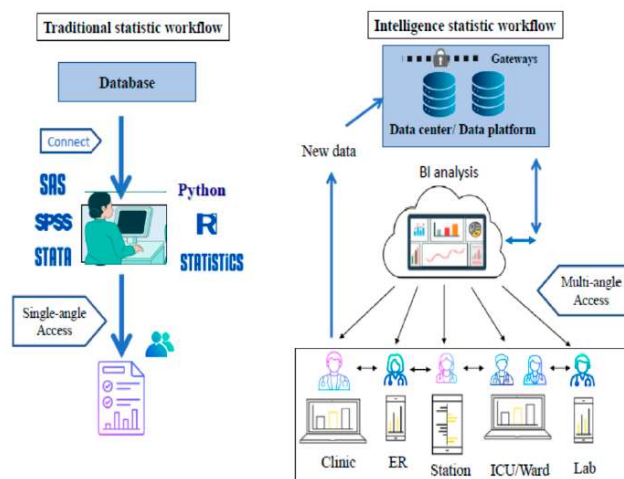 Traditional statistic workflow
Database
Connect
SAS
Python
SPSS
R
STATA
STATISTICS
Single-angle
Access
Intelligence statistic workflow
Gateways
Data center/ Data platform
New data
BI analysis
Multi-angle
Access
Clinic
ER
Station
ICU/Ward
Lab